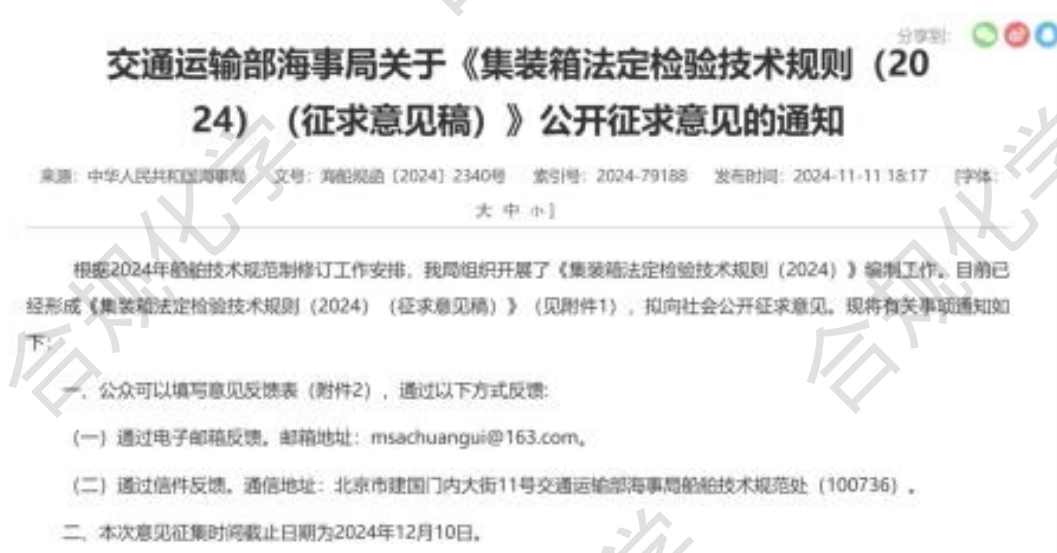 分享到:
交通运输部海事局关于《集装箱法定检验技术规则（20
24）（征求意见稿）》公开征求意见的通知
来源：中华人民共和国海事局 文号：海船规函〔2024〕2340号 索引号：2024-79188 发布时间：2024-11-11 18:17 [字体：
大 中 小]
根据2024年船舶技术规范制修订工作安排，我局组织开展了《集装箱法定检验技术规则（2024）》编制工作。目前已
经形成《集装箱法定检验技术规则（2024）（征求意见稿）》（见附件1），拟向社会公开征求意见。现将有关事项通知如
下：
一、公众可以填写意见反馈表（附件2），通过以下方式反馈:
（一）通过电子邮箱反馈。邮箱地址：msachuangui@163.com。
（二）通过信件反馈。通信地址：北京市建国门内大街11号交通运输部海事局船舶技术规范处（100736）。
二、本次意见征集时间截止日期为2024年12月10日。
合规化学
合规化学